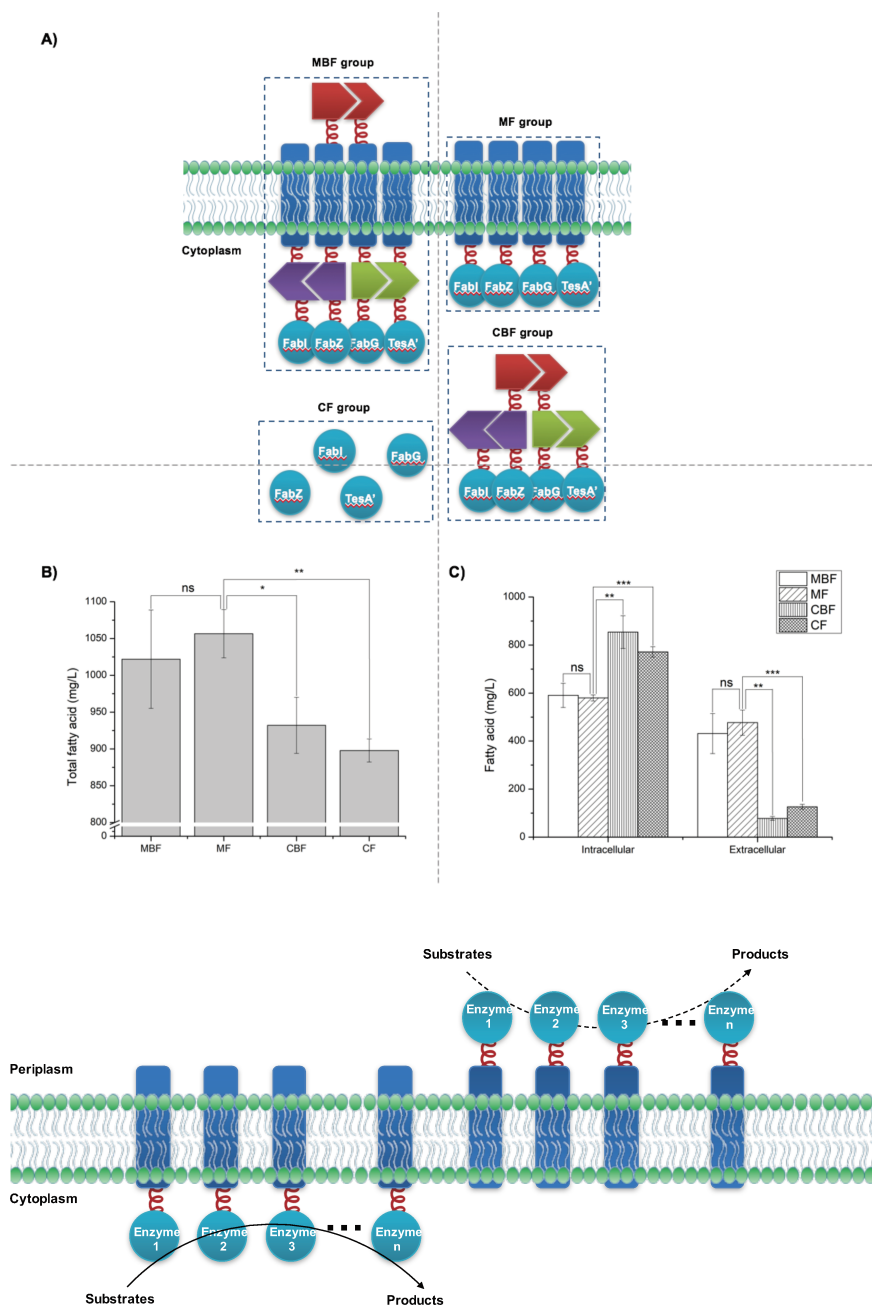 A)
MBF group
MF group
Cytoplasm
FabI FabZ FabG TesA'
FabI FabZ FabG TesA'
CBF group
CF group
FabI
FabG
FabZ
TesA'
FabI FabZ FabG TesA'
B)
ns
**
*
1100
1050
1000
950
900
850
800
0
Total fatty acid (mg/L)
MBF MF CBF CF
C)
MBF
MF
CBF
CF
***
**
ns
***
**
ns
1000
800
600
400
200
0
Fatty acid (mg/L)
Intracellular Extracellular
Substrates Products
Enzyme
1
Enzyme
2
Enzyme
3
Enzyme
n
Periplasm
Cytoplasm
Enzyme
1
Enzyme
2
Enzyme
3
Enzyme
n
Substrates Products